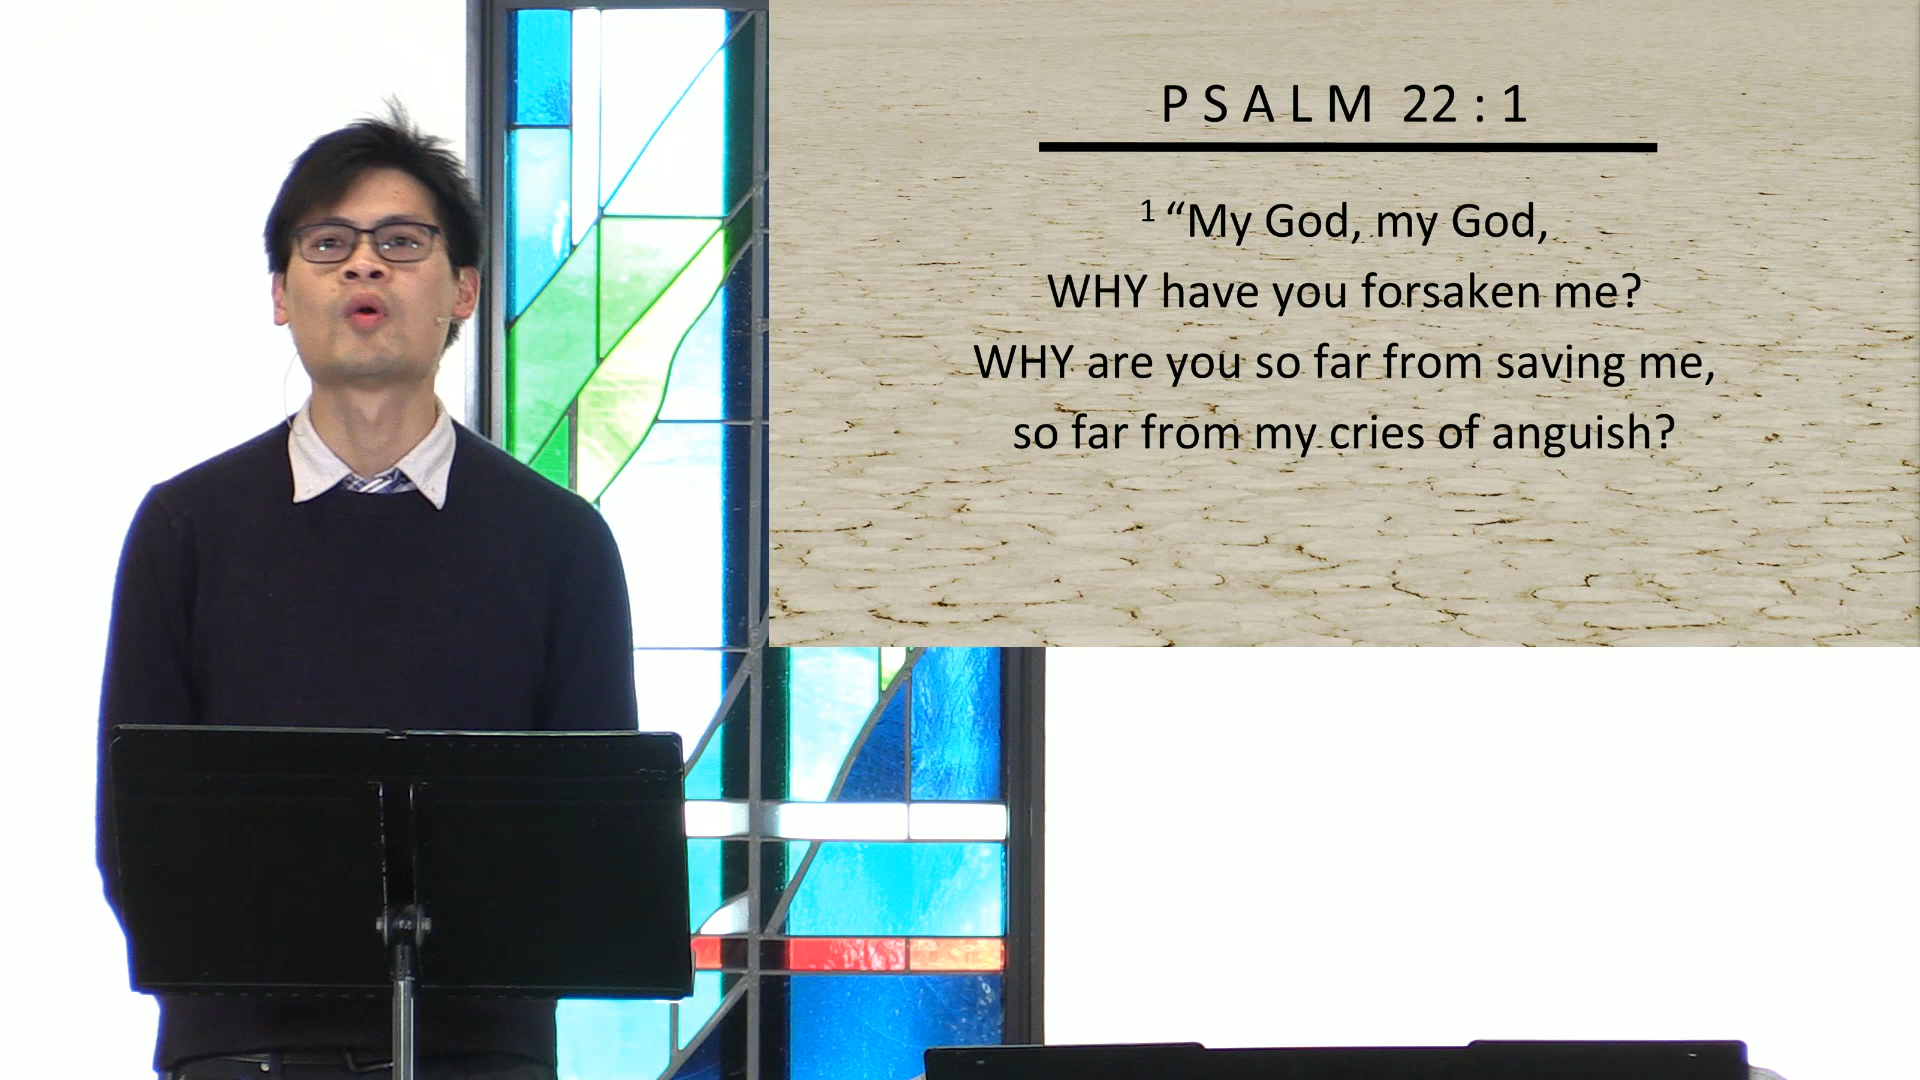 PSALM 22:1
1 “My God, my God,
WHY have you forsaken me?
WHY are you so far from saving me,
so far from my cries of anguish?